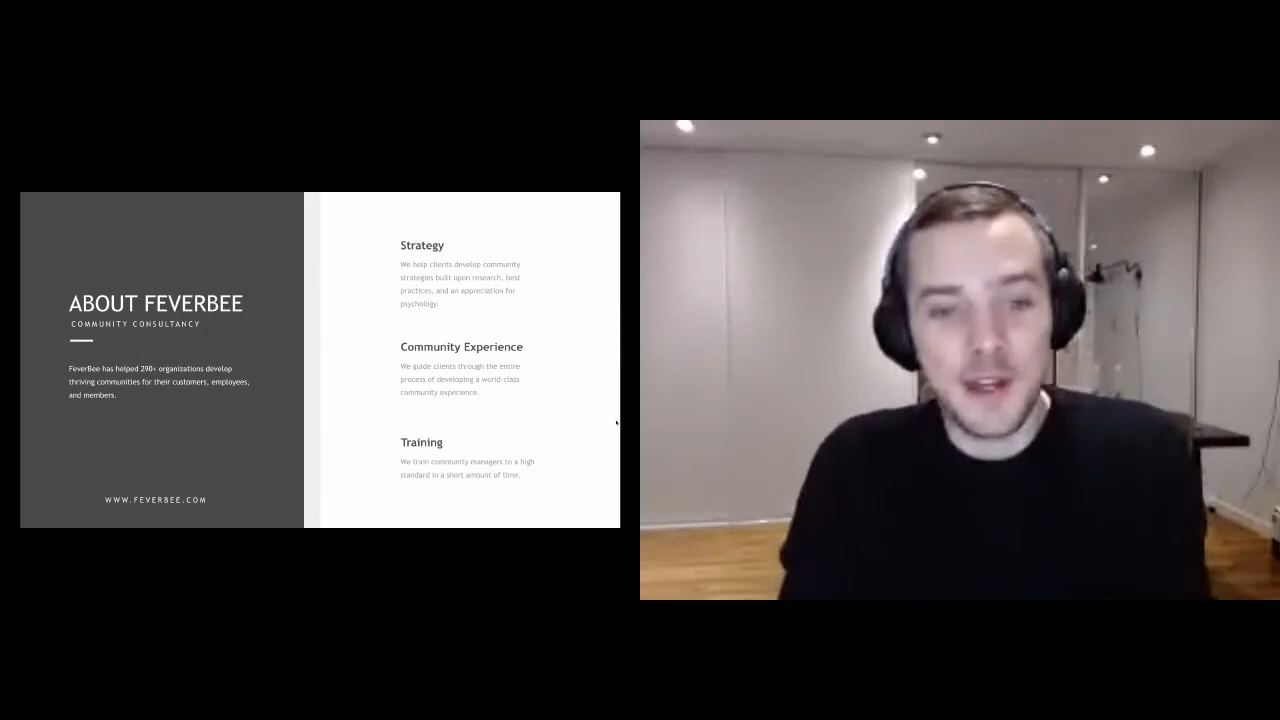 ABOUT FEVERBEE
COMMUNITY CONSULTANCY
FeverBee has helped 290+ organizations develop
thriving communities for their customers, employees,
and members.
WWW.FEVERBEE.COM
Strategy
We help clients develop community
strategies built upon research, best
practices, and an appreciation for
psychology.
Community Experience
We guide clients through the entire
process of developing a world-class
community experience.
Training
We train community managers to a high
standard in a short amount of time.